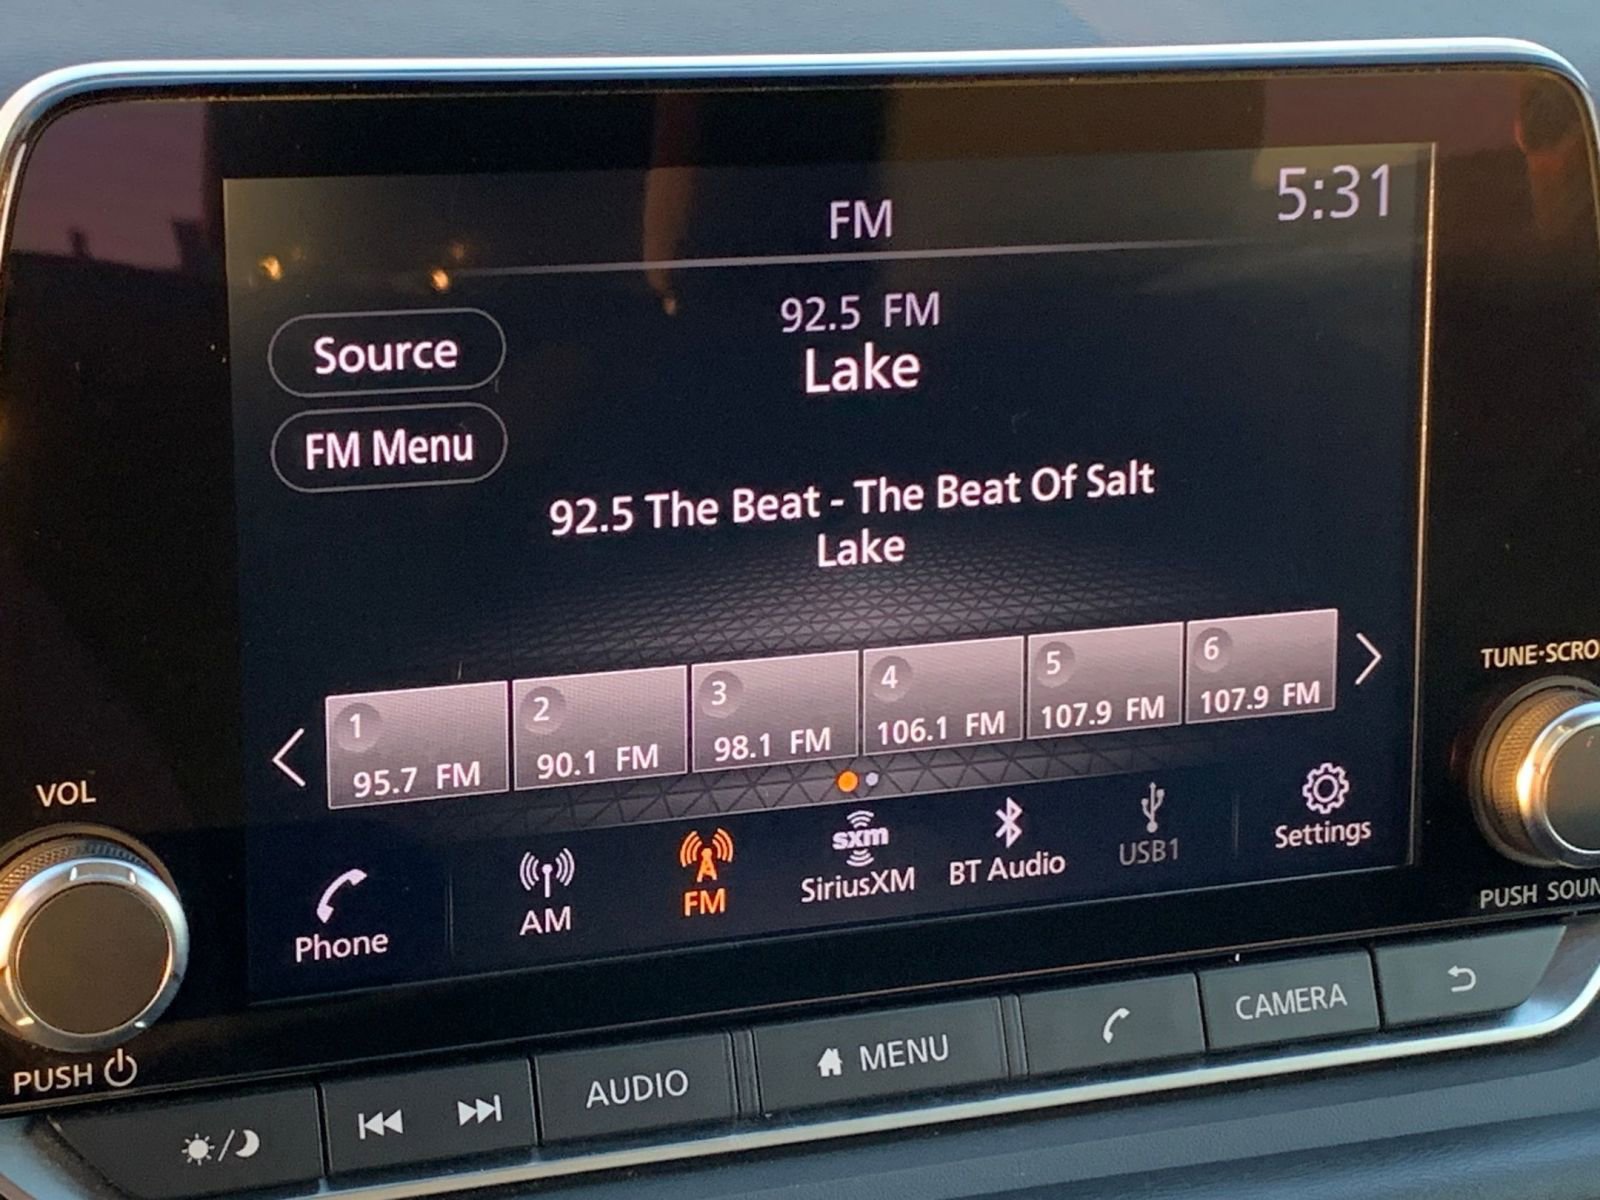 FM
5:31
92.5 FM
Lake
Source
FM Menu
92.5 The Beat - The Beat Of Salt
Lake
1
95.7 FM
2
90.1 FM
3
98.1 FM
4
106.1 FM
5
107.9 FM
6
107.9 FM
Phone
AM
FM
sxm
SiriusXM
BT Audio
USB1
Settings
VOL
PUSH
TUNE·SCRO
PUSH SOUN
AUDIO
MENU
CAMERA